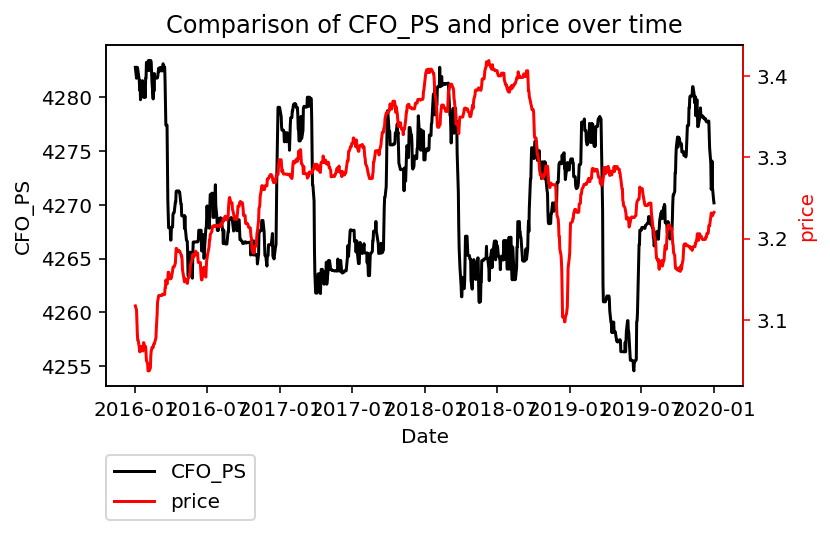 Comparison of CFO_PS and price over time
CFO_PS
4280
4275
4270
4265
4260
4255
3.4
3.3
3.2
3.1
price
2016-01 2016-07 2017-01 2017-07 2018-01 2018-07 2019-01 2019-07 2020-01
Date
CFO_PS
price